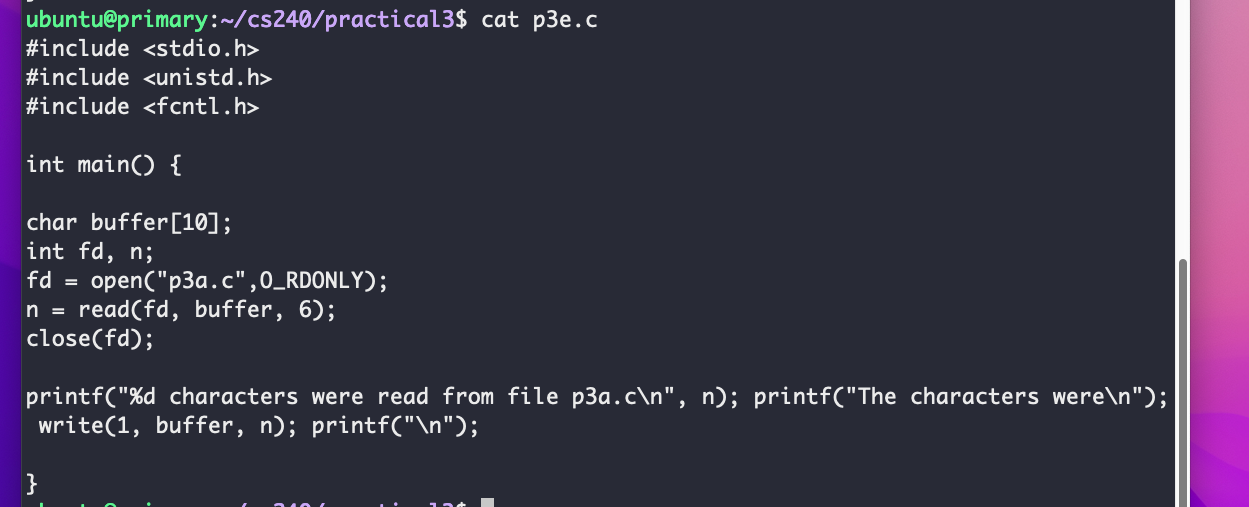 ubuntu@primary:~/cs240/practical3$ cat p3e.c
#include <stdio.h>
#include <unistd.h>
#include <fcntl.h>
int main() {
char buffer[10];
int fd, n;
fd = open("p3a.c",O_RDONLY);
n = read(fd, buffer, 6);
close(fd);
printf("%d characters were read from file p3a.c\n", n); printf("The characters were\n");
write(1, buffer, n); printf("\n");
}